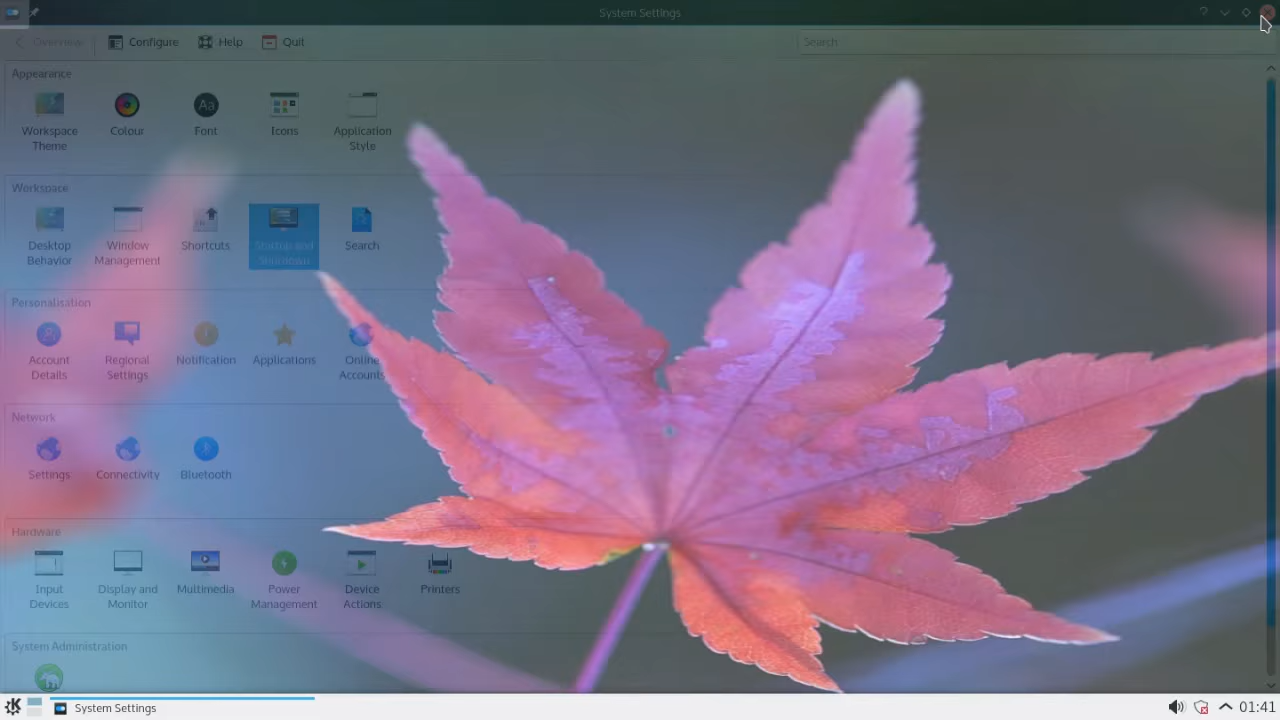 System Settings
Overview Configure Help Quit Search
Appearance
Workspace Theme
Colour
Aa
Font
Icons
Application Style
Workspace
Desktop Behavior
Window Management
Shortcuts
Startup and Shutdown
Search
Personalisation
Account Details
Regional Settings
Notification
Applications
Online Accounts
Network
Settings
Connectivity
Bluetooth
Hardware
Input Devices
Display and Monitor
Multimedia
Power Management
Device Actions
Printers
System Administration
System Settings
01:41